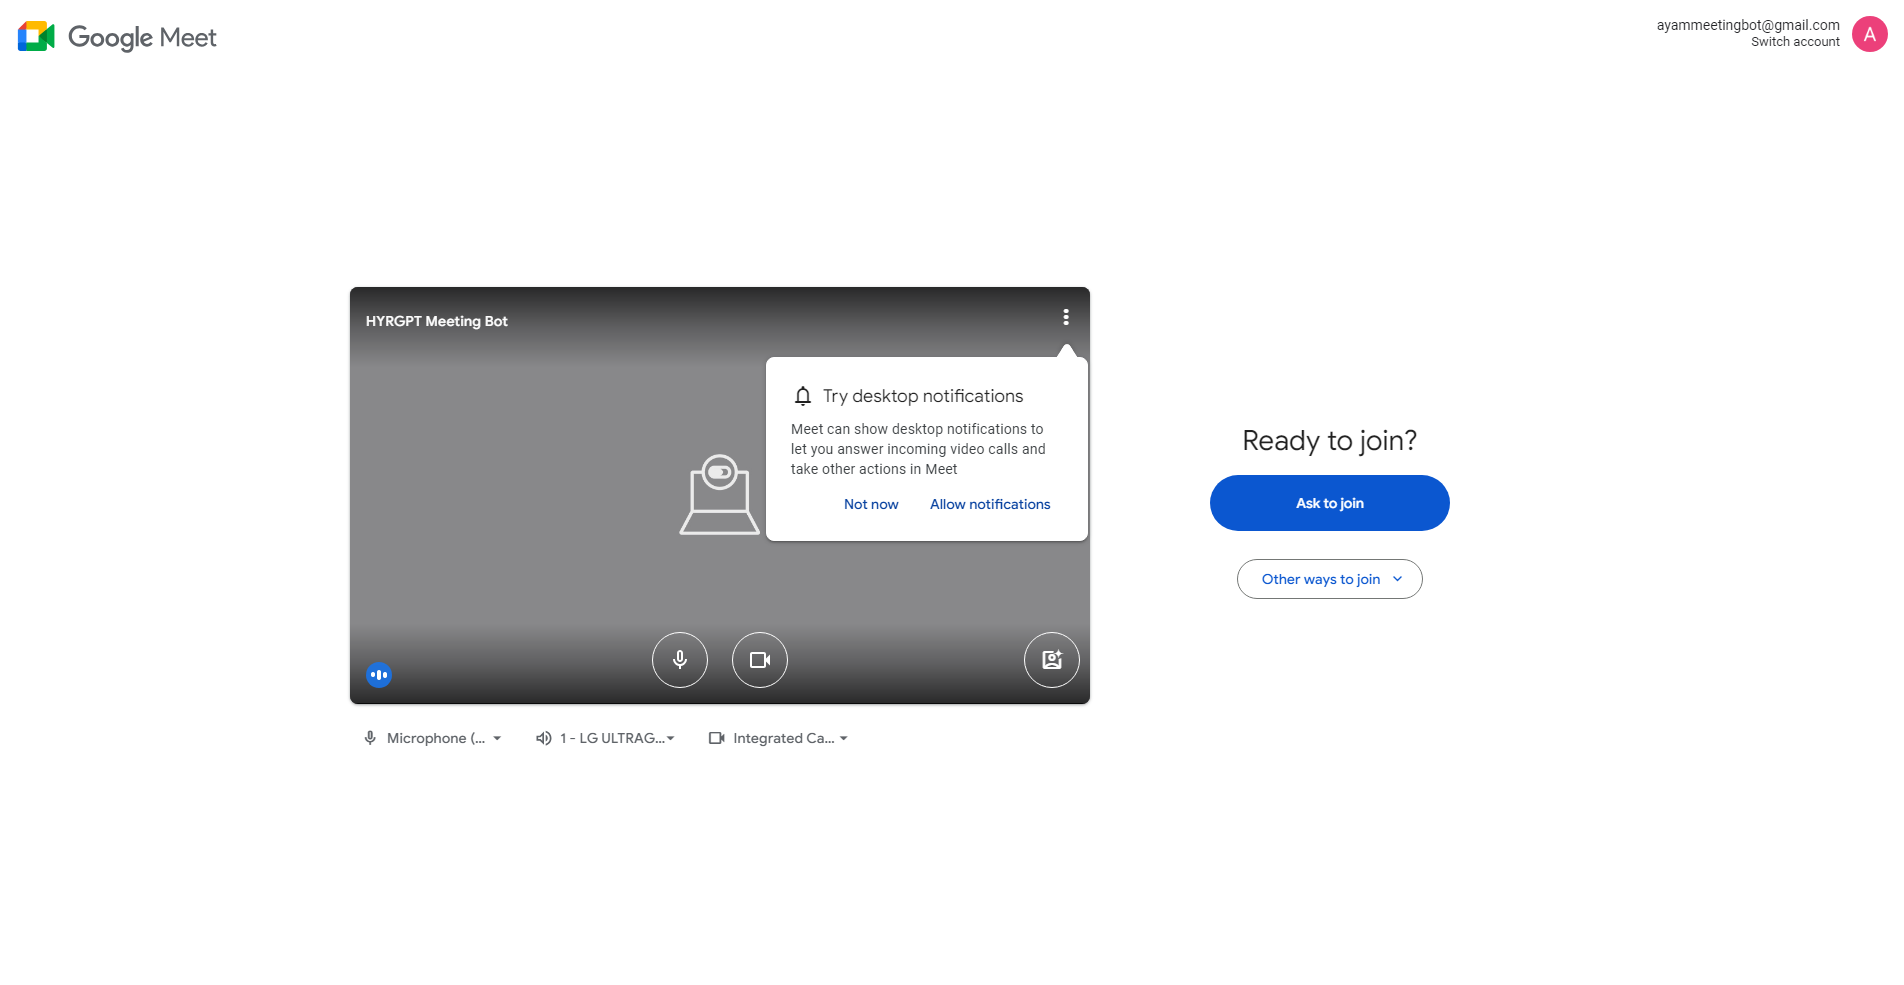 Google Meet
ayammeetingbot@gmail.com
Switch account
A
HYRGPT Meeting Bot
Try desktop notifications
Meet can show desktop notifications to
let you answer incoming video calls and
take other actions in Meet
Not now
Allow notifications
Ready to join?
Ask to join
Other ways to join
Microphone (...
1 - LG ULTRAG...
Integrated Ca...